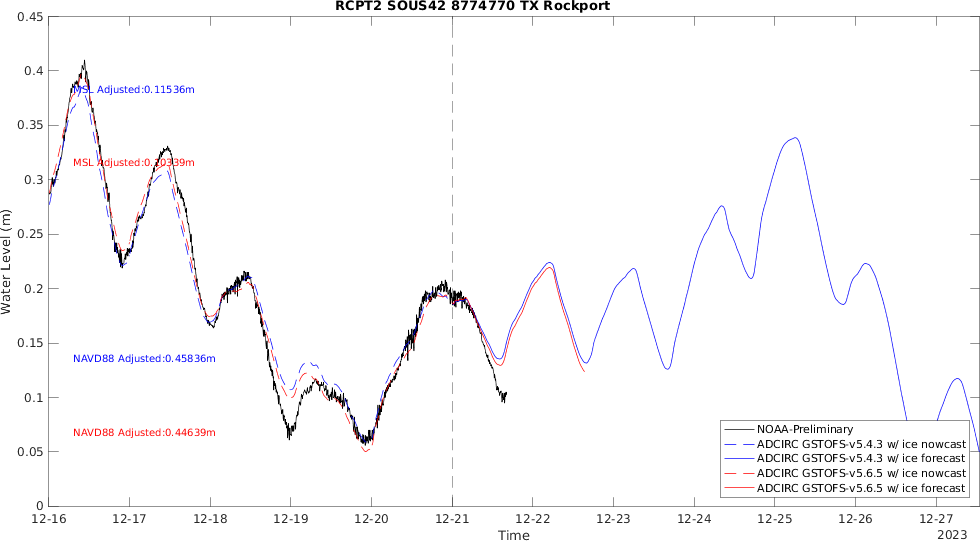 RCPT2 SOUS42 8774770 TX Rockport
0.45
0.4
0.35
0.3
0.25
0.2
0.15
0.1
0.05
0
Water Level (m)
MSL Adjusted:0.11536m
MSL Adjusted:0.10339m
NAVD88 Adjusted:0.45836m
NAVD88 Adjusted:0.44639m
NOAA-Preliminary
ADCIRC GSTOFS-v5.4.3 w/ ice nowcast
ADCIRC GSTOFS-v5.4.3 w/ ice forecast
ADCIRC GSTOFS-v5.6.5 w/ ice nowcast
ADCIRC GSTOFS-v5.6.5 w/ ice forecast
12-16 12-17 12-18 12-19 12-20 12-21 12-22 12-23 12-24 12-25 12-26 12-27
Time
2023